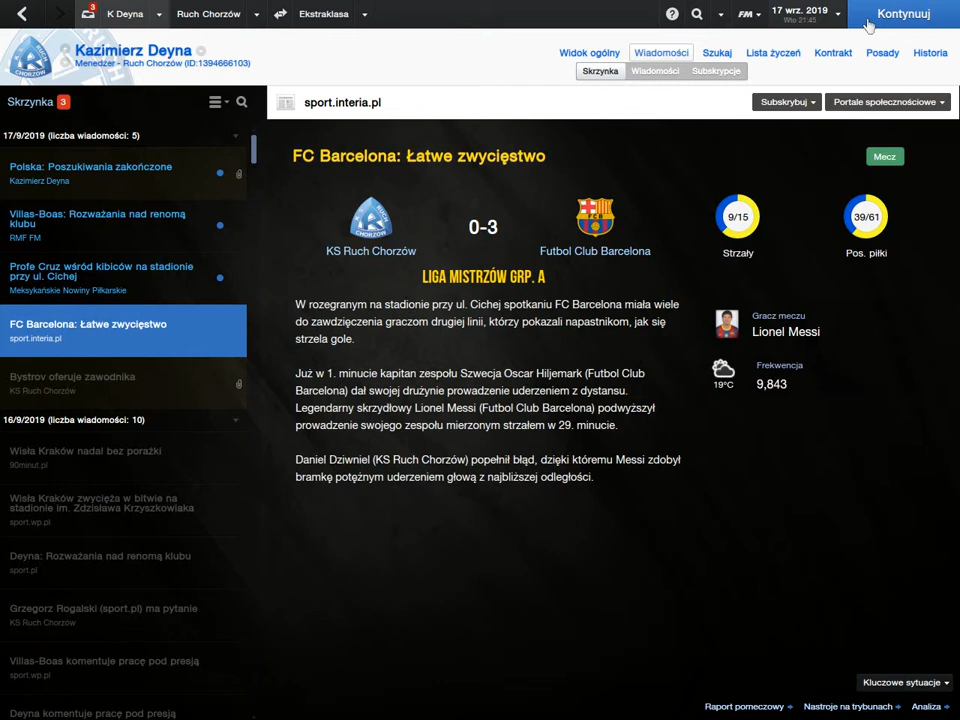 3
K Deyna
Ruch Chorzów
Ekstraklasa
FM
17 wrz. 2019
Wto 21:45
Kontynuuj
Kazimierz Deyna
Menedżer - Ruch Chorzów (ID:1394666103)
Widok ogólny
Wiadomości
Szukaj
Lista życzeń
Kontrakt
Posady
Historia
Skrzynka
Wiadomości
Subskrypcje
Skrzynka 3
sport.interia.pl
Subskrybuj
Portale społecznościowe
17/9/2019 (liczba wiadomości: 5)
Polska: Poszukiwania zakończone
Kazimierz Deyna
Villas-Boas: Rozważania nad renomą
klubu
RMF FM
Profe Cruz wśród kibiców na stadionie
przy ul. Cichej
Meksykańskie Nowiny Piłkarskie
FC Barcelona: Łatwe zwycięstwo
sport.interia.pl
Bystrov oferuje zawodnika
KS Ruch Chorzów
16/9/2019 (liczba wiadomości: 10)
Wisła Kraków nadal bez porażki
90minut.pl
Wisła Kraków zwycięża w bitwie na
stadionie im. Zdzisława Krzyszkowiaka
sport.wp.pl
Deyna: Rozważania nad renomą klubu
sport.pl
Grzegorz Rogalski (sport.pl) ma pytanie
KS Ruch Chorzów
Villas-Boas komentuje pracę pod presją
sport.wp.pl
Deyna komentuje pracę pod presją
FC Barcelona: Łatwe zwycięstwo
Mecz
KS Ruch Chorzów
0-3
Futbol Club Barcelona
9/15
Strzały
39/61
Pos. piłki
LIGA MISTRZÓW GRP. A
W rozegranym na stadionie przy ul. Cichej spotkaniu FC Barcelona miała wiele
do zawdzięczenia graczom drugiej linii, którzy pokazali napastnikom, jak się
strzela gole.
Już w 1. minucie kapitan zespołu Szwecja Oscar Hiljemark (Futbol Club
Barcelona) dał swojej drużynie prowadzenie uderzeniem z dystansu.
Legendarny skrzydłowy Lionel Messi (Futbol Club Barcelona) podwyższył
prowadzenie swojego zespołu mierzonym strzałem w 29. minucie.
Daniel Dziwniel (KS Ruch Chorzów) popełnił błąd, dzięki któremu Messi zdobył
bramkę potężnym uderzeniem głową z najbliższej odległości.
Gracz meczu
Lionel Messi
19°C
Frekwencja
9,843
Kluczowe sytuacje
Raport pomeczowy
Nastroje na trybunach
Analiza